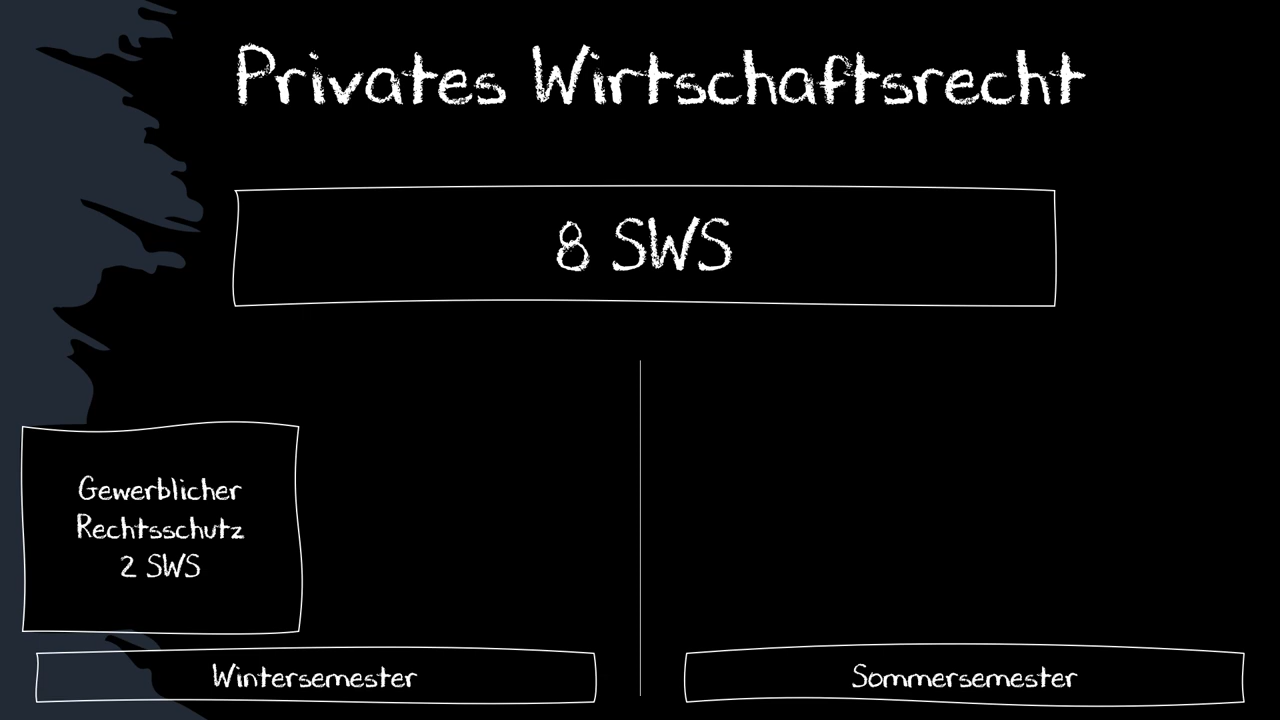 Privates Wirtschaftsrecht
8 SWS
Gewerblicher
Rechtsschutz
2 SWS
Wintersemester
Sommersemester